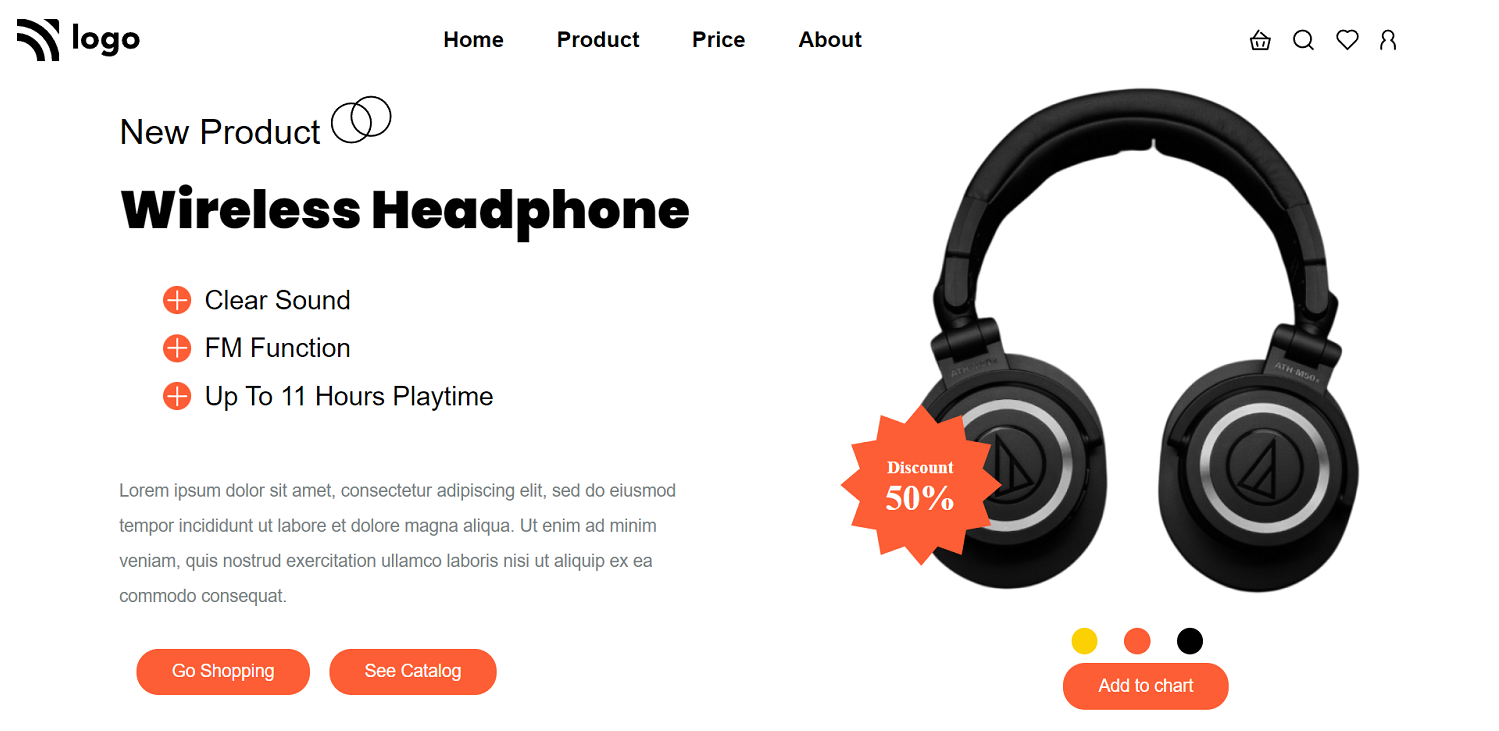 logo
Home Product Price About
New Product
Wireless Headphone
Clear Sound
FM Function
Up To 11 Hours Playtime
Lorem ipsum dolor sit amet, consectetur adipiscing elit, sed do eiusmod
tempor incididunt ut labore et dolore magna aliqua. Ut enim ad minim
veniam, quis nostrud exercitation ullamco laboris nisi ut aliquip ex ea
commodo consequat.
Go Shopping
See Catalog
ATH-M50x
Discount
50%
Add to chart